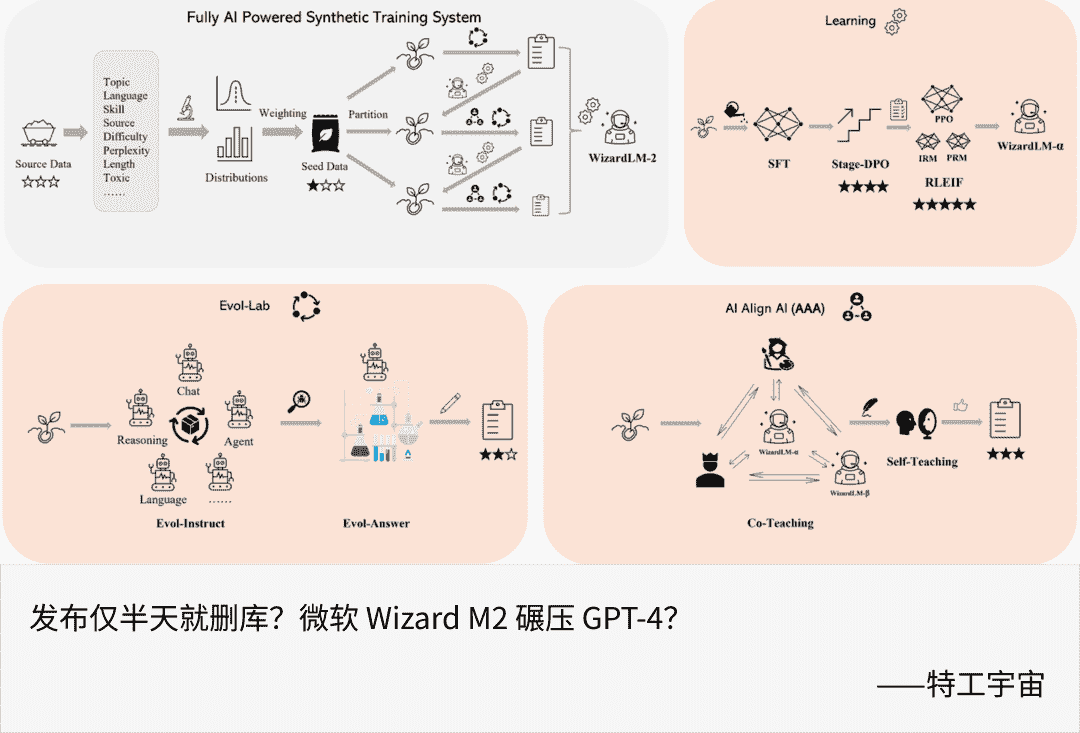 Fully AI Powered Synthetic Training System
Topic
Language
Skill
Source
Difficulty
Perplexity
Length
Toxic
......
Source Data
Distributions
Weighting
Seed Data
Partition
WizardLM-2
Learning
SFT
Stage-DPO
PPO
IRM PRM
RLEIF
WizardLM-α
Evol-Lab
Chat
Reasoning
Agent
Language
......
Evol-Instruct
Evol-Answer
AI Align AI (AAA)
WizardLM-α
WizardLM-β
Co-Teaching
Self-Teaching
发布仅半天就删库？微软 Wizard M2 碾压 GPT-4？
——特工宇宙